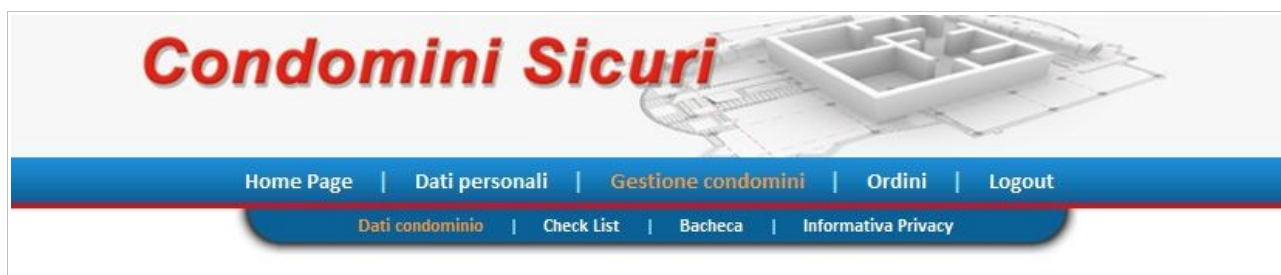 Condomini Sicuri
Home Page | Dati personali | Gestione condomini | Ordini | Logout
Dati condominio | Check List | Bacheca | Informativa Privacy